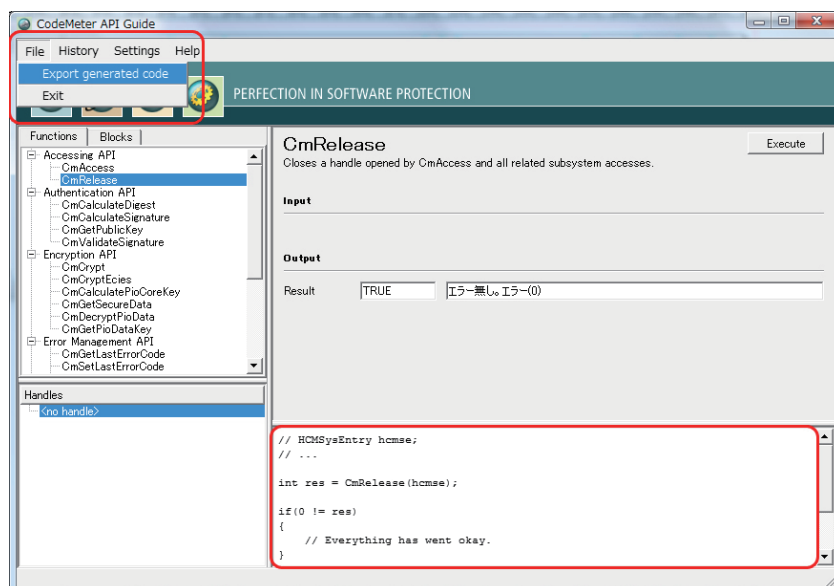 CodeMeter API Guide
File History Settings Help
Export generated code
Exit
PERFECTION IN SOFTWARE PROTECTION
Functions Blocks
Accessing API
CmAccess
CmRelease
Authentication API
CmCalculateDigest
CmCalculateSignature
CmGetPublicKey
CmValidateSignature
Encryption API
CmCrypt
CmCryptEcies
CmCalculatePioCoreKey
CmGetSecureData
CmDecryptPioData
CmGetPioDataKey
Error Management API
CmGetLastErrorCode
CmSetLastErrorCode
Handles
<no handle>
CmRelease
Execute
Closes a handle opened by CmAccess and all related subsystem accesses.
Input
Output
Result TRUE エラー無し。エラー(0)
// HCMSysEntry hcmse;
// ...
int res = CmRelease(hcmse);
if(0 != res)
{
// Everything has went okay.
}